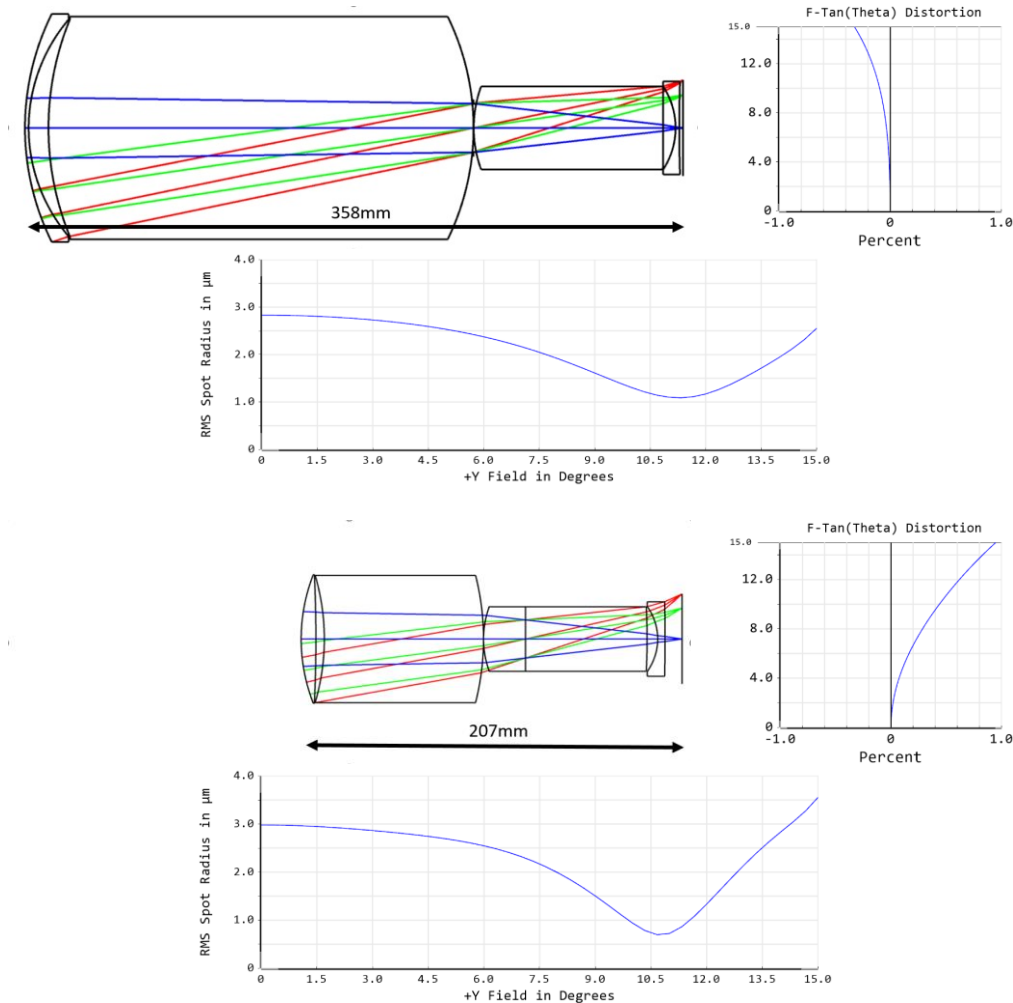 F-Tan(Theta) Distortion
15.0
12.0
8.0
4.0
0
-1.0 0 1.0
Percent
358mm
RMS Spot Radius in µm
4.0
3.0
2.0
1.0
0
0 1.5 3.0 4.5 6.0 7.5 9.0 10.5 12.0 13.5 15.0
+Y Field in Degrees
F-Tan(Theta) Distortion
15.0
12.0
8.0
4.0
0
-1.0 0 1.0
Percent
207mm
RMS Spot Radius in µm
4.0
3.0
2.0
1.0
0
0 1.5 3.0 4.5 6.0 7.5 9.0 10.5 12.0 13.5 15.0
+Y Field in Degrees